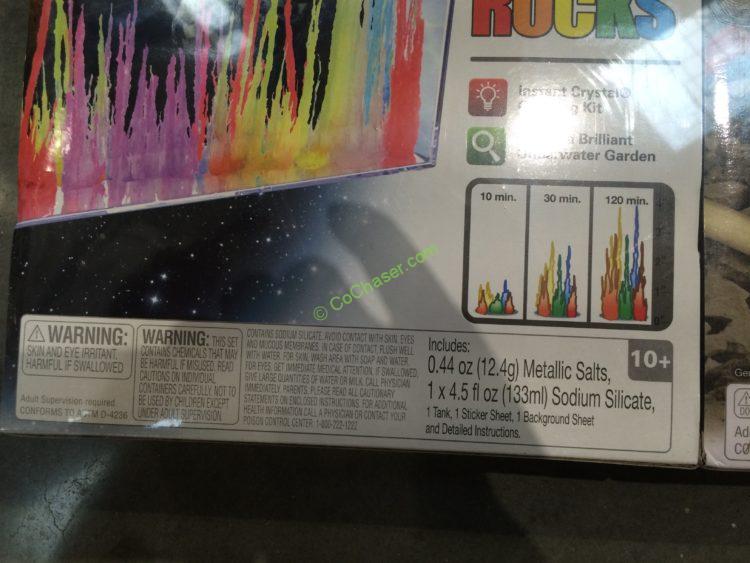 ROCKS
Instant Crystal®
Kit
Brilliant
Underwater Garden
10 min.
30 min.
120 min.
© CoChaser.com
WARNING:
SKIN AND EYE IRRITANT.
HARMFUL IF SWALLOWED
Adult Supervision required.
CONFORMS TO ASTM D-4236
WARNING: THIS SET
CONTAINS CHEMICALS THAT MAY
BE HARMFUL IF MISUSED. READ
CAUTIONS ON INDIVIDUAL
CONTAINERS CAREFULLY. NOT TO
BE USED BY CHILDREN EXCEPT
UNDER ADULT SUPERVISION.
CONTAINS SODIUM SILICATE. AVOID CONTACT WITH SKIN, EYES
AND MUCOUS MEMBRANES. IN CASE OF CONTACT, FLUSH WELL
WITH WATER. FOR SKIN, WASH AREA WITH SOAP AND WATER.
FOR EYES, GET IMMEDIATE MEDICAL ATTENTION. IF SWALLOWED,
GIVE LARGE QUANTITIES OF WATER OR MILK. CALL PHYSICIAN
IMMEDIATELY. PARENTS: PLEASE READ ALL CAUTIONARY
STATEMENTS ON ENCLOSED INSTRUCTIONS. FOR ADDITIONAL
HEALTH INFORMATION CALL A PHYSICIAN OR CONTACT YOUR
POISON CONTROL CENTER: 1-800-222-1222
Includes:
0.44 oz (12.4g) Metallic Salts,
1 x 4.5 fl oz (133ml) Sodium Silicate,
1 Tank, 1 Sticker Sheet, 1 Background Sheet
and Detailed Instructions.
10+